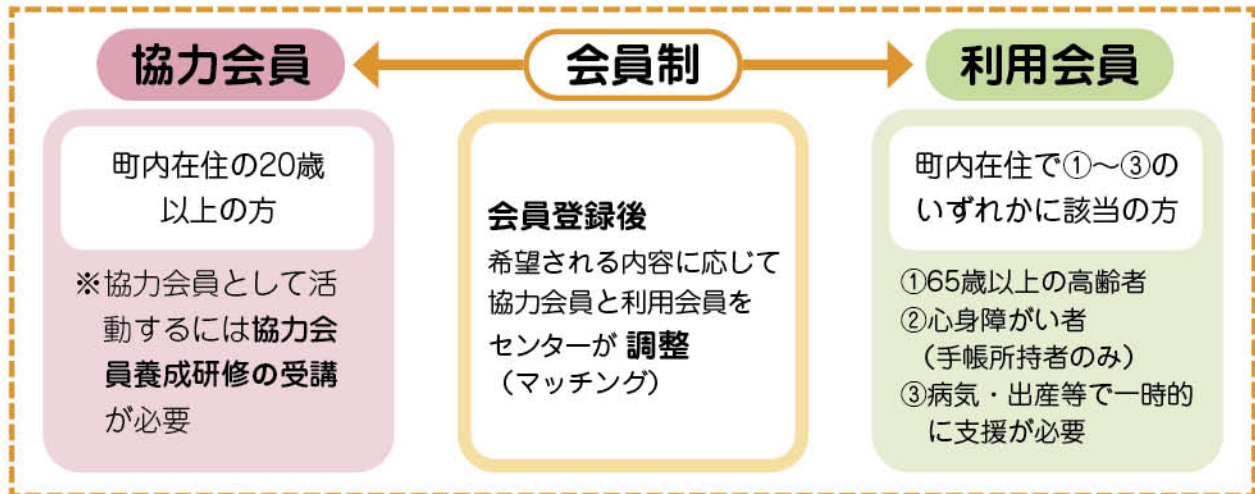 協力会員
会員制
利用会員
町内在住の20歳
以上の方
※協力会員として活
動するには協力会
員養成研修の受講
が必要
会員登録後
希望される内容に応じて
協力会員と利用会員を
センターが 調整
（マッチング）
町内在住で①～③の
いずれかに該当の方
①65歳以上の高齢者
②心身障がい者
（手帳所持者のみ）
③病気・出産等で一時的
に支援が必要